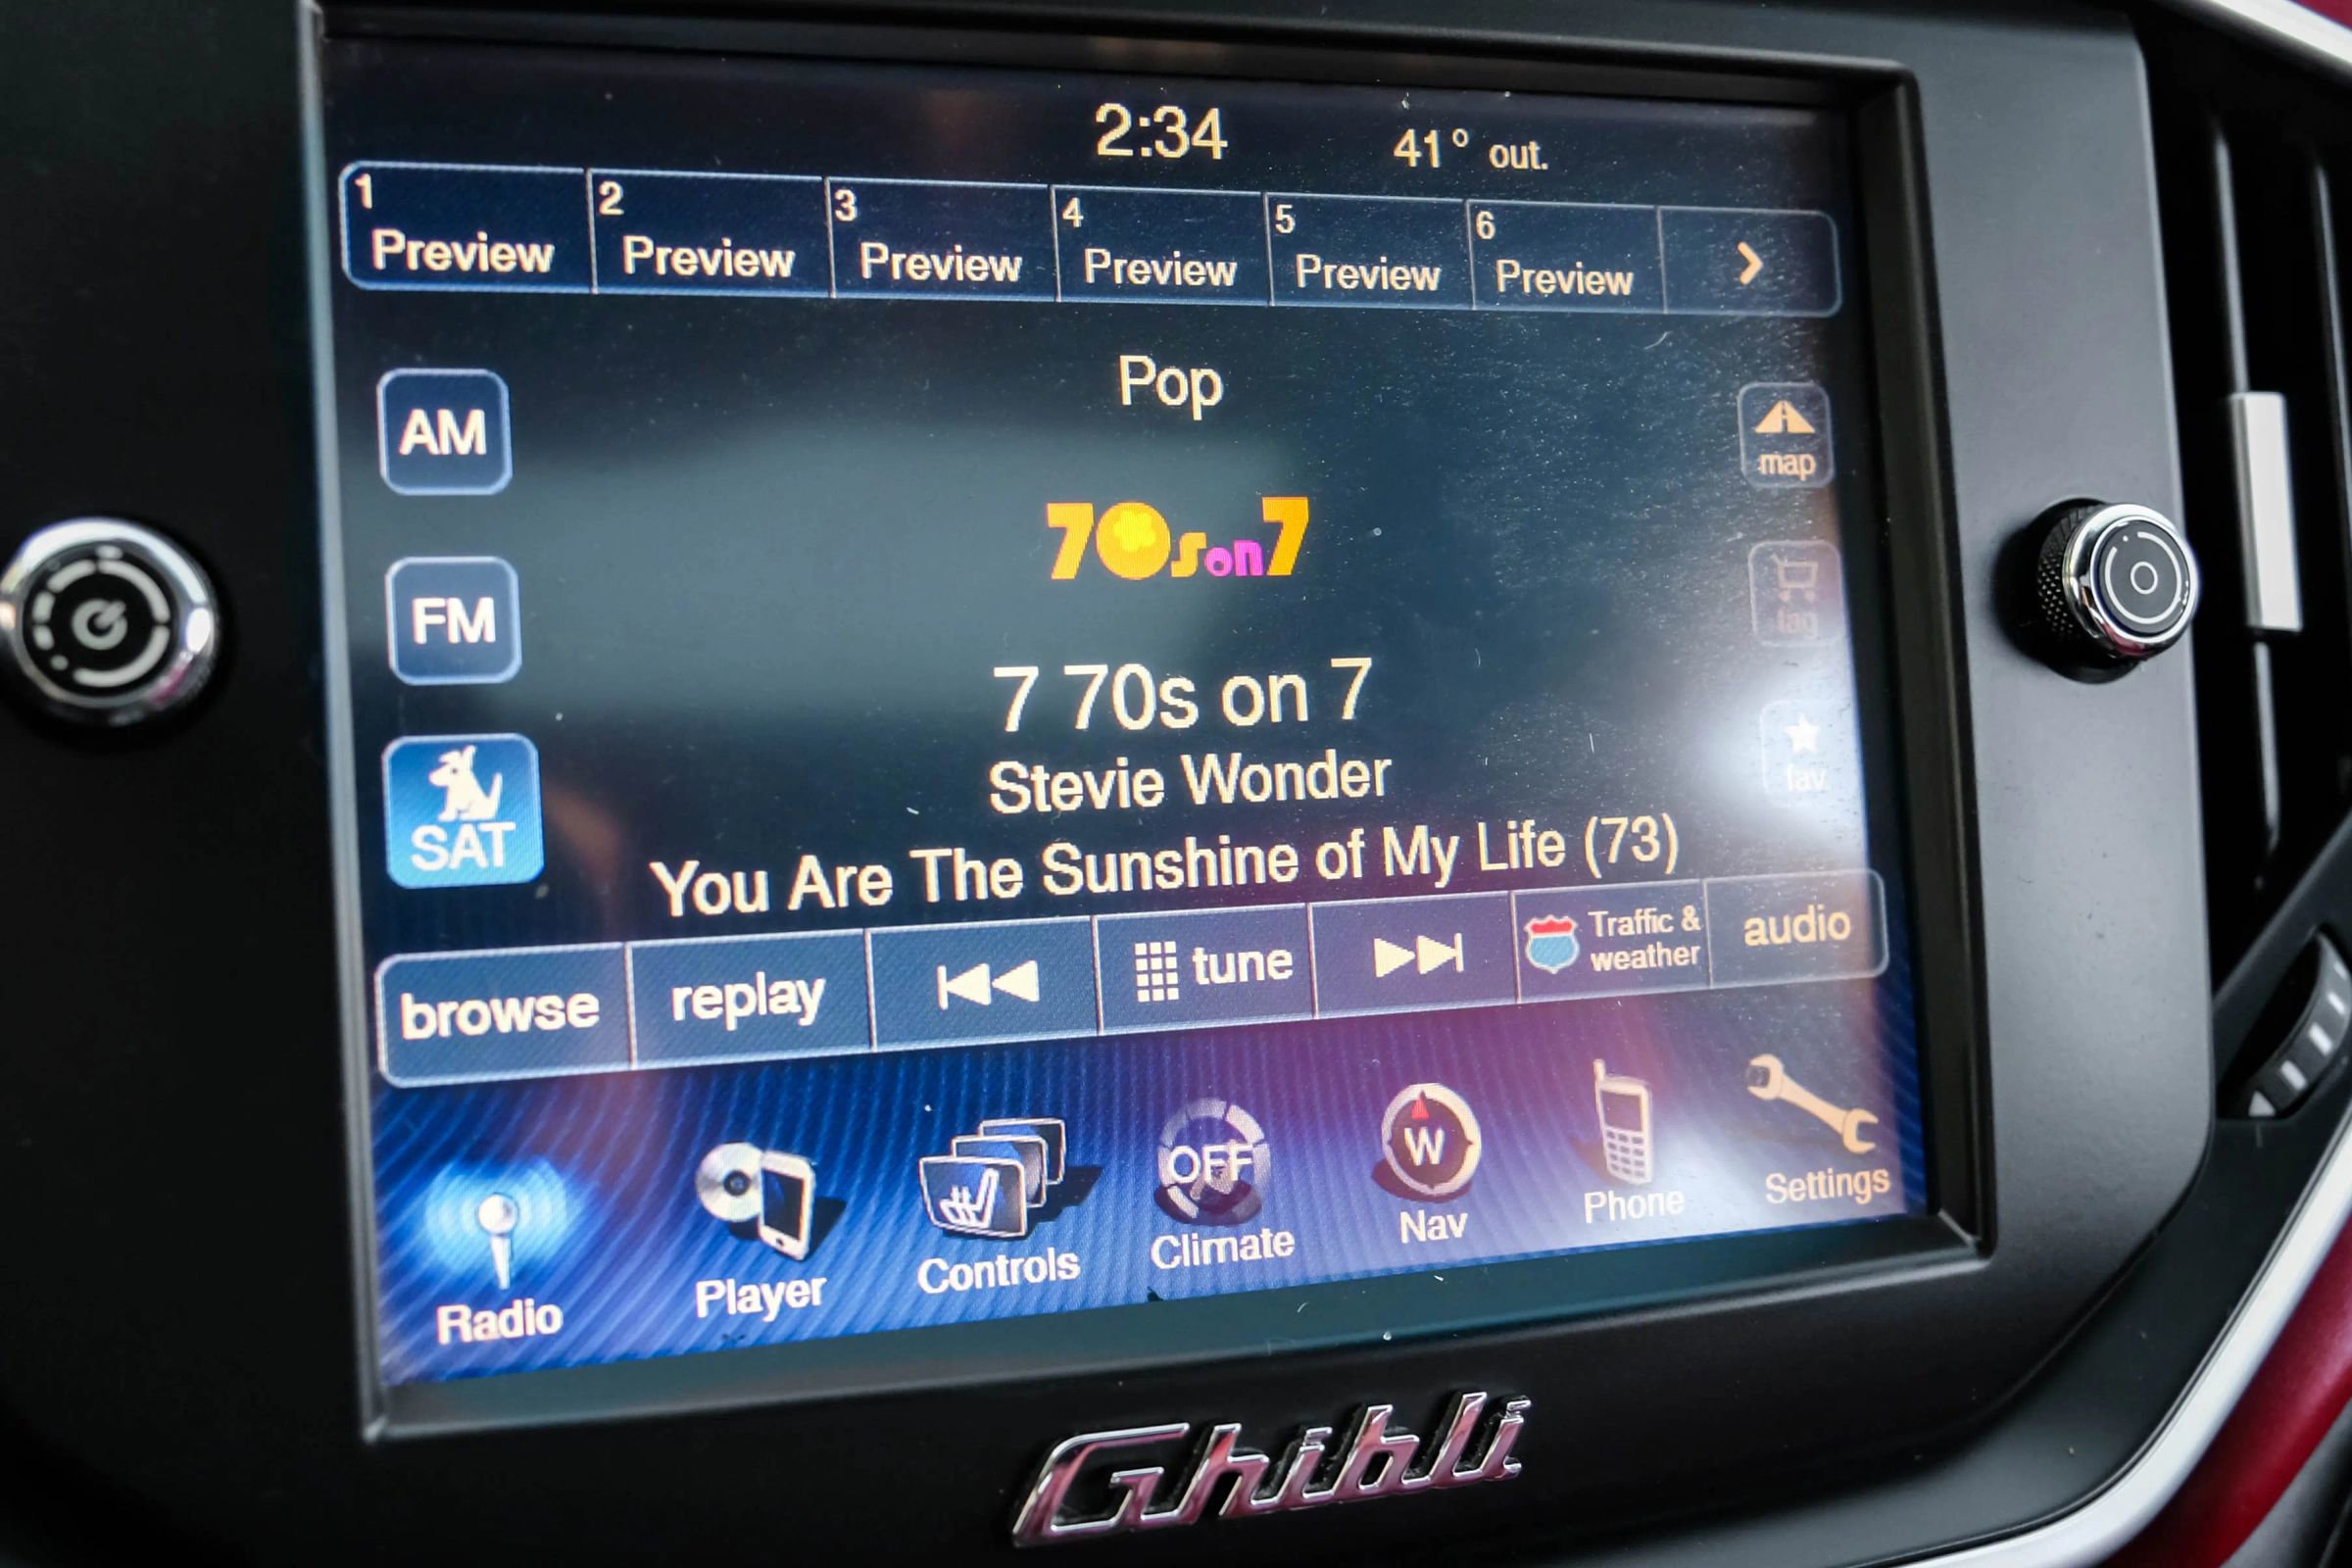 2:34 41° out.
1 2 3 4 5 6
Preview Preview Preview Preview Preview Preview
Pop
AM
map
70s on 7
tag
FM
7 70s on 7
fav
Stevie Wonder
SAT
You Are The Sunshine of My Life (73)
browse replay tune Traffic & weather audio
OFF W
Radio Player Controls Climate Nav Phone Settings
Ghibli